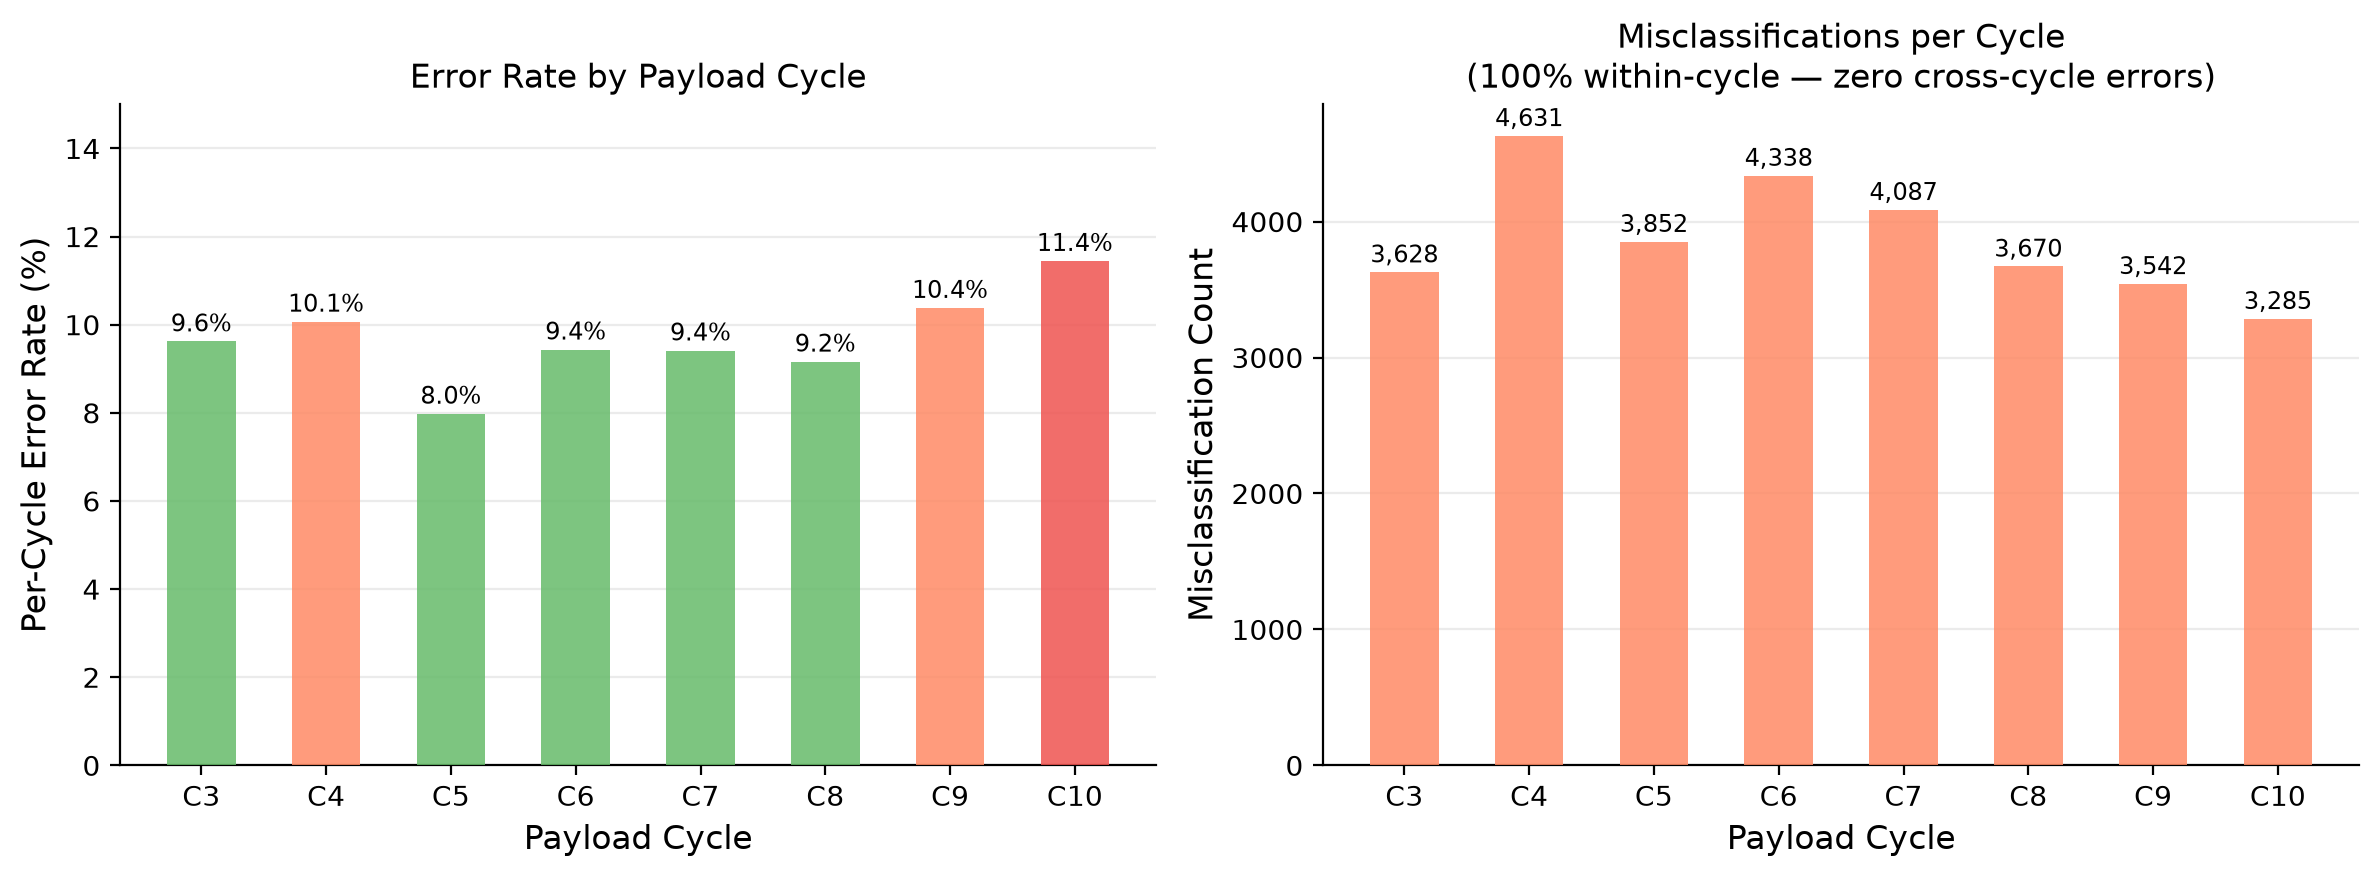 Error Rate by Payload Cycle
Per-Cycle Error Rate (%)
14
12
10
8
6
4
2
0
9.6%
10.1%
8.0%
9.4%
9.4%
9.2%
10.4%
11.4%
C3
C4
C5
C6
C7
C8
C9
C10
Payload Cycle
Misclassifications per Cycle
(100% within-cycle — zero cross-cycle errors)
Misclassification Count
4000
3000
2000
1000
0
3,628
4,631
3,852
4,338
4,087
3,670
3,542
3,285
C3
C4
C5
C6
C7
C8
C9
C10
Payload Cycle